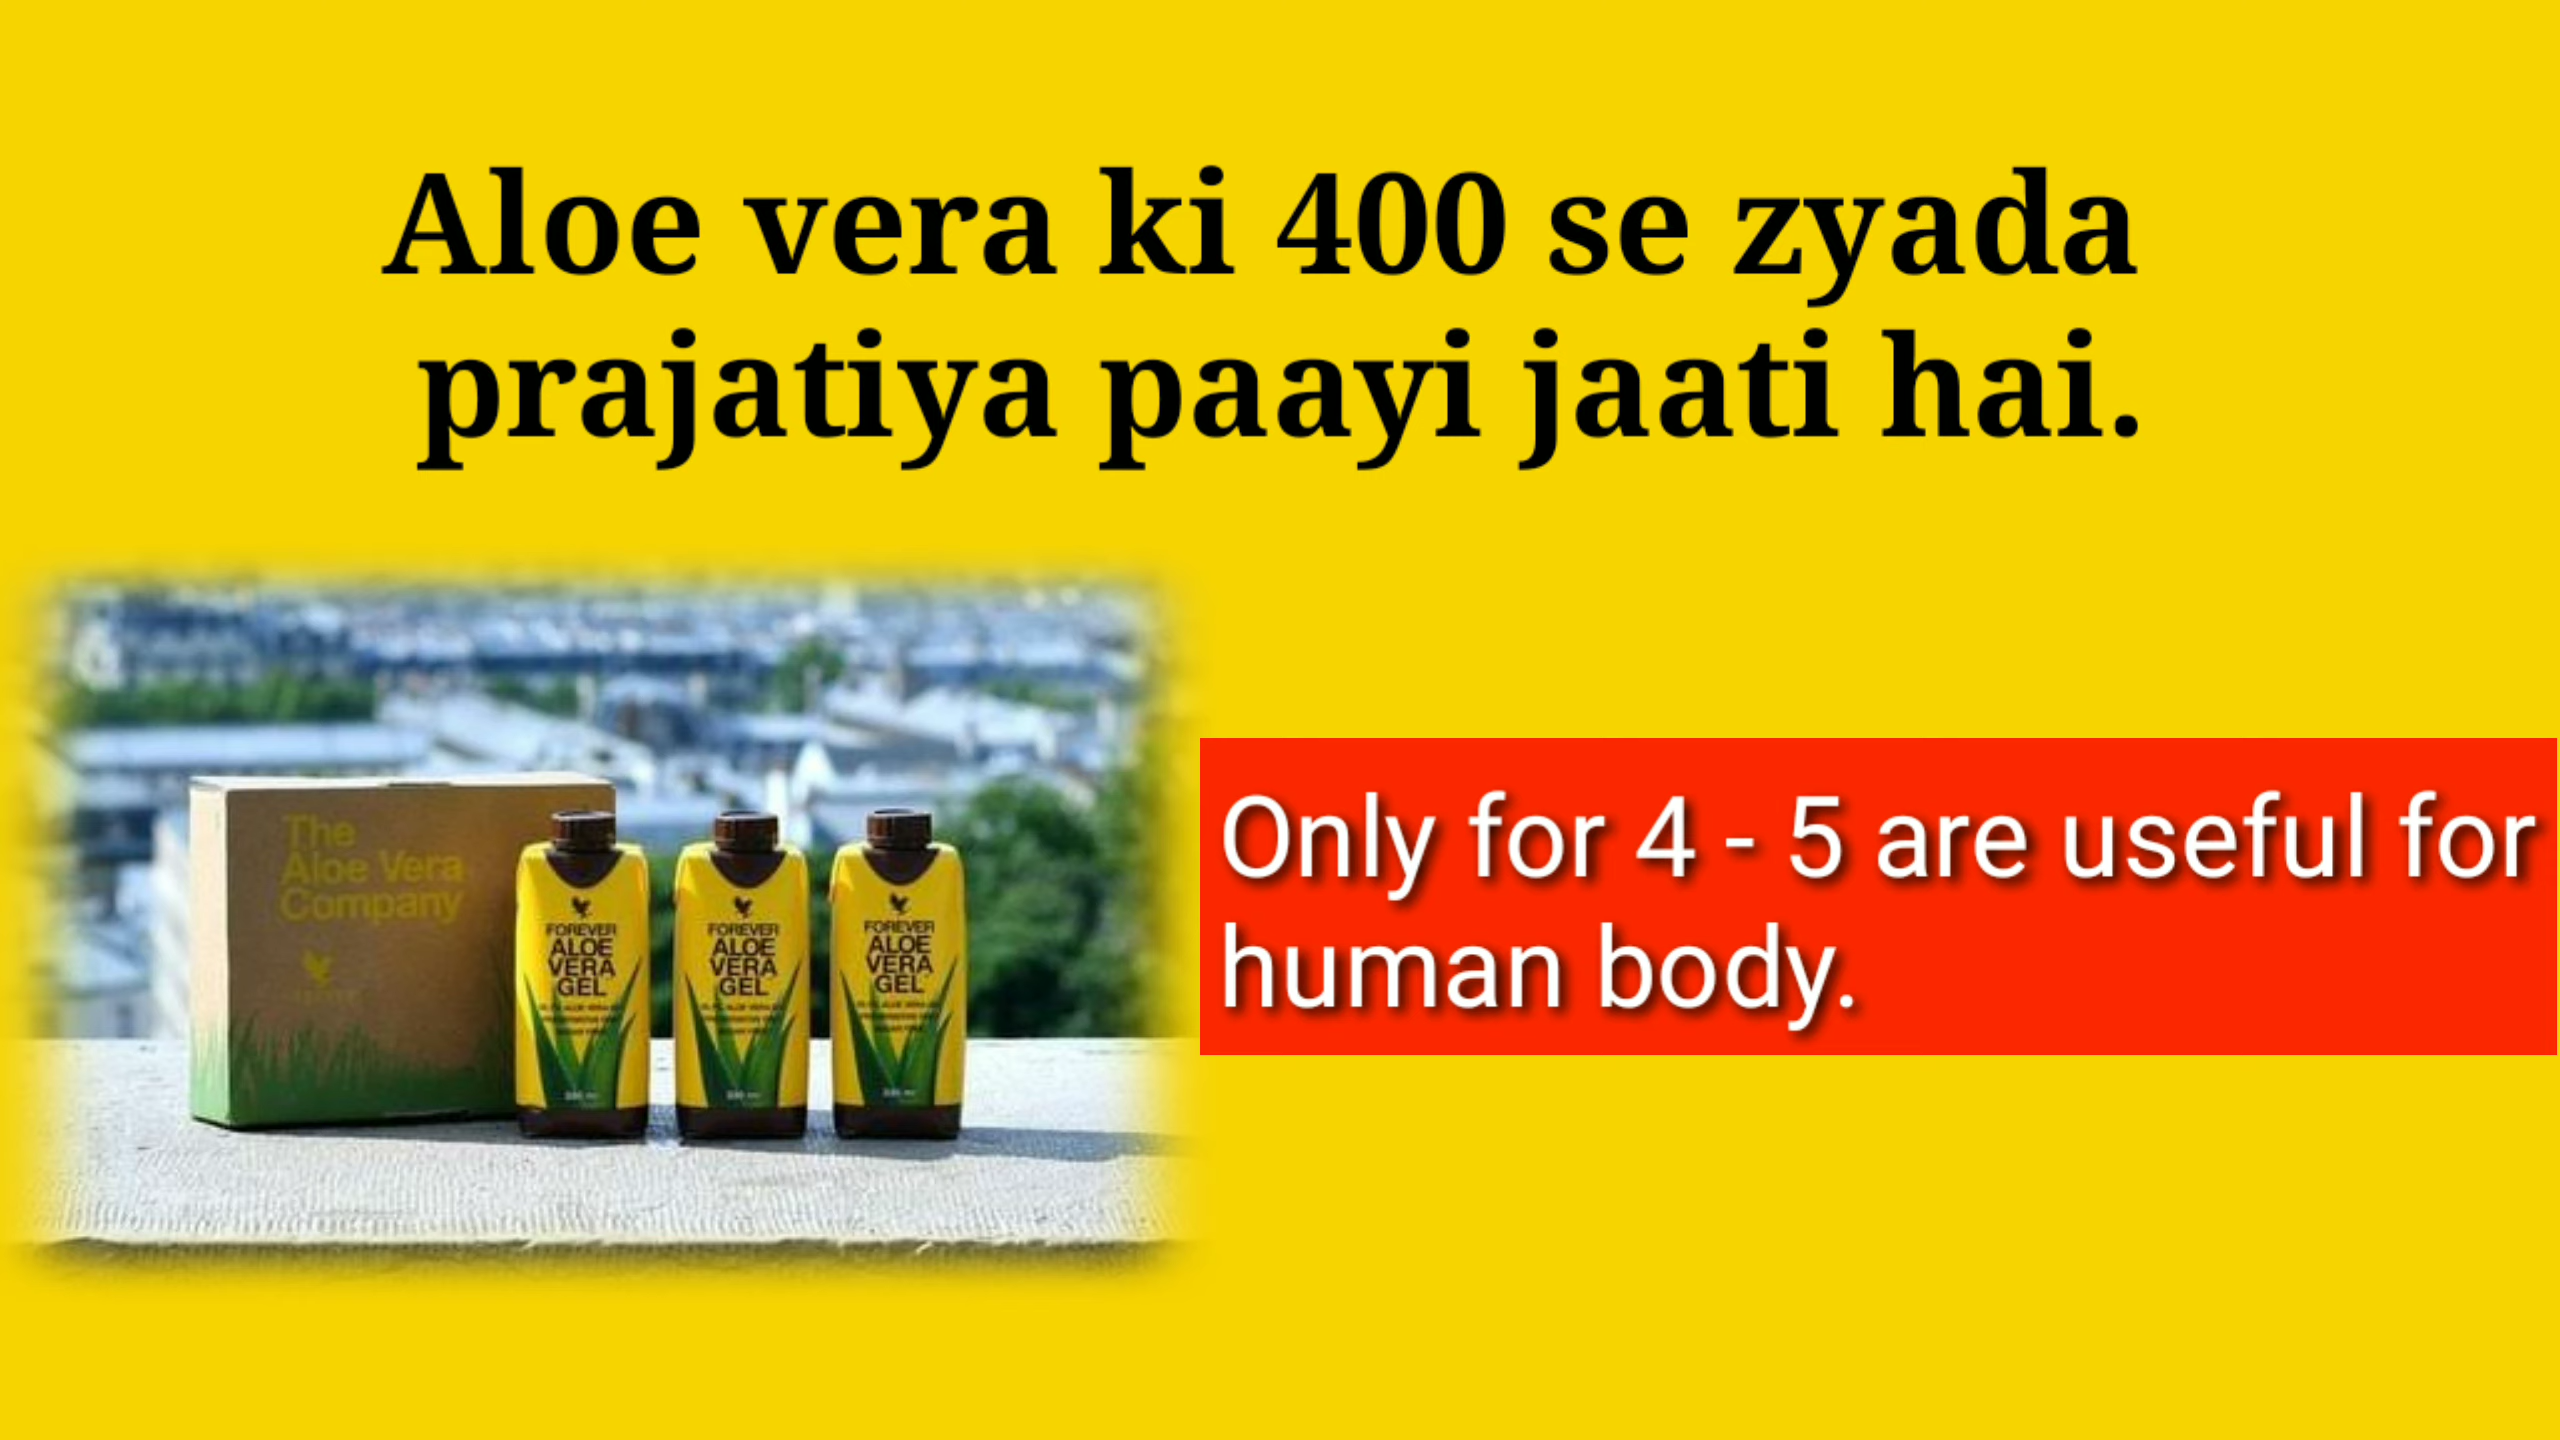 Aloe vera ki 400 se zyada
prajatiya paayi jaati hai.
The
Aloe Vera
Company
FOREVER
ALOE
VERA
GEL
FOREVER
ALOE
VERA
GEL
FOREVER
ALOE
VERA
GEL
Only for 4 - 5 are useful for
human body.